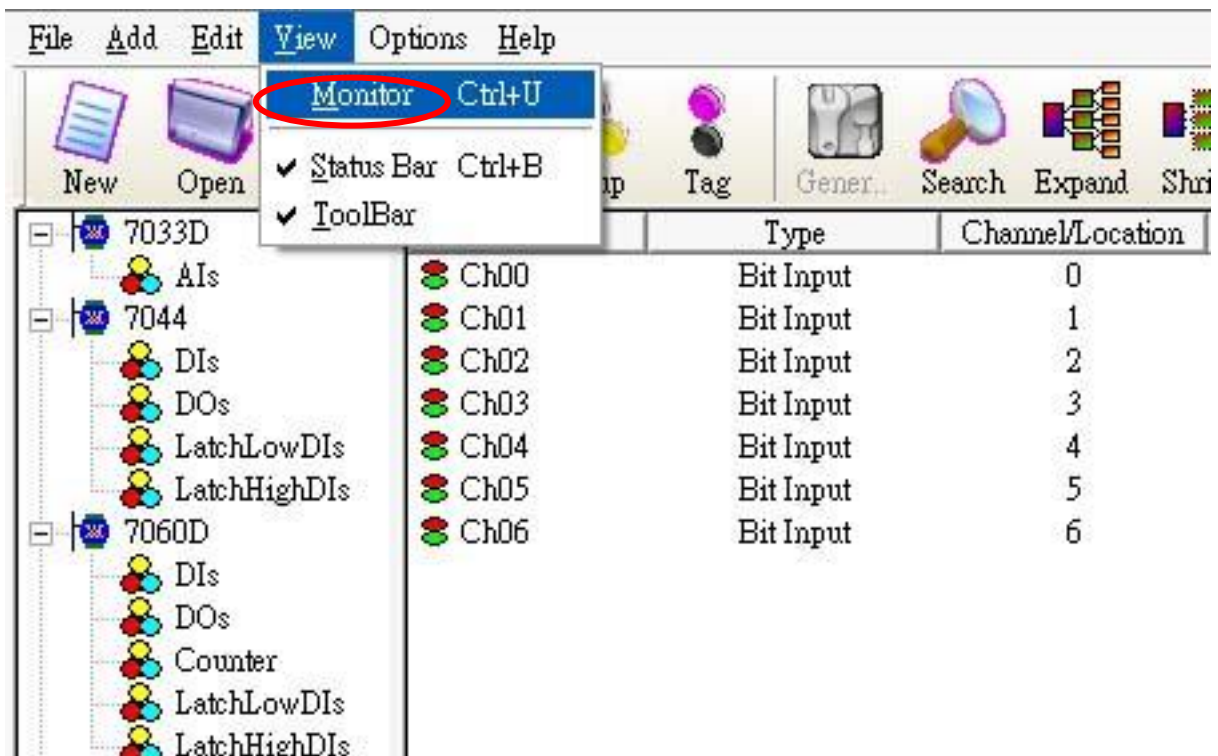 File Add Edit View Options Help
Monitor Ctrl+U
Status Bar Ctrl+B
ToolBar
New Open Tag Gener.. Search Expand
Type Channel/Location
7033D
AIs
7044
DIs
DOs
LatchLowDIs
LatchHighDIs
7060D
DIs
DOs
Counter
LatchLowDIs
LatchHighDIs
Ch00 Bit Input 0
Ch01 Bit Input 1
Ch02 Bit Input 2
Ch03 Bit Input 3
Ch04 Bit Input 4
Ch05 Bit Input 5
Ch06 Bit Input 6